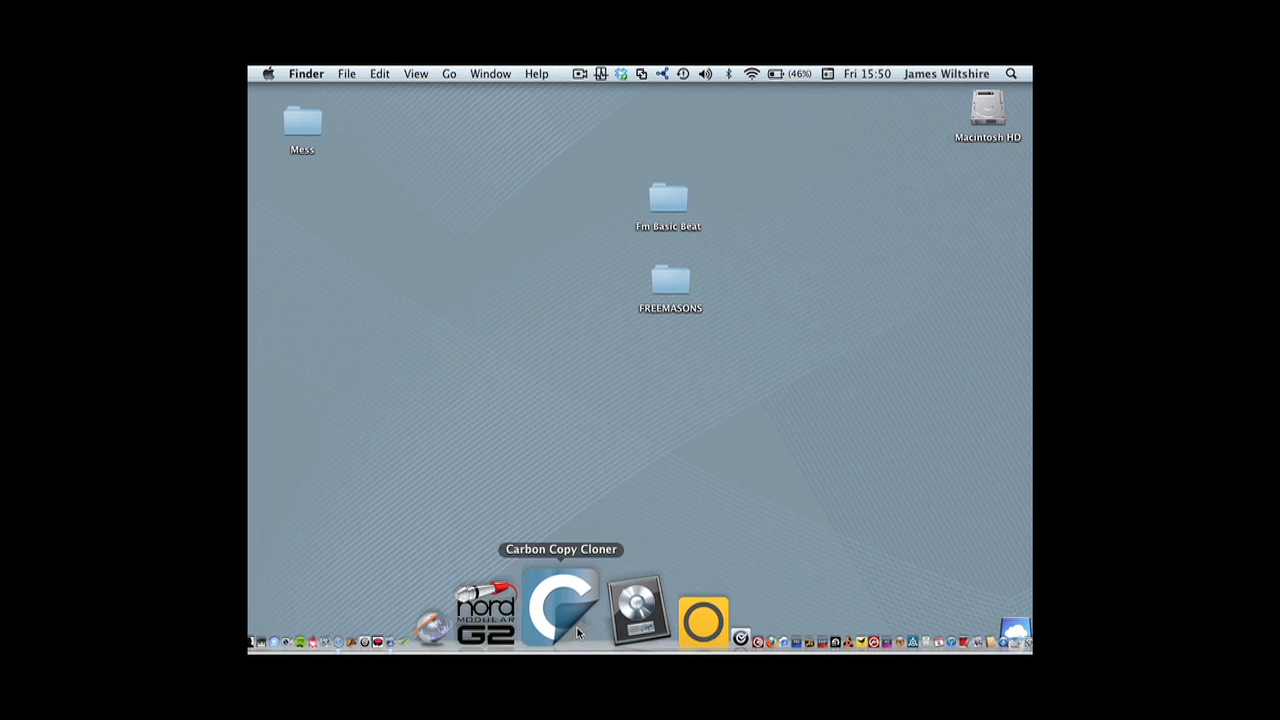 Finder File Edit View Go Window Help (46%) Fri 15:50 James Wiltshire
Macintosh HD
Mess
Fm Basic Beat
FREEMASONS
Carbon Copy Cloner
nord
MODULAR
G2